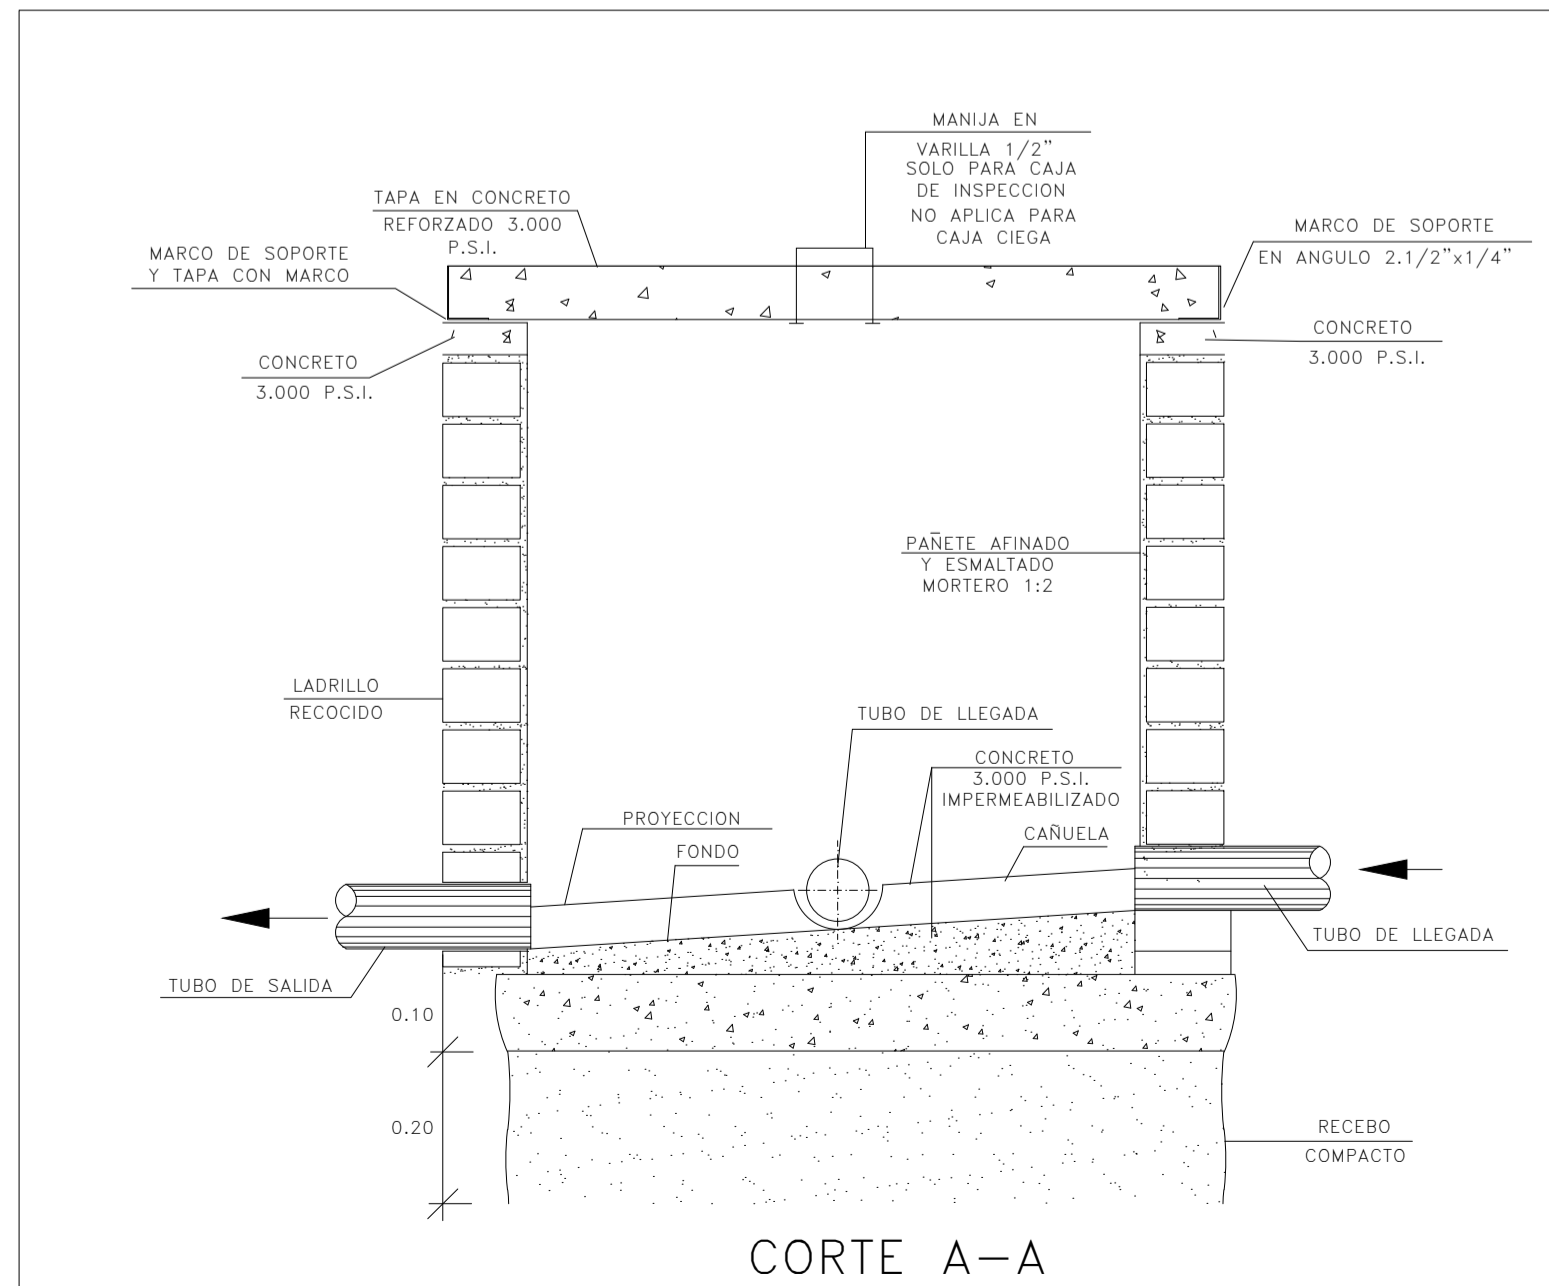 MANIJA EN
VARILLA 1/2"
SOLO PARA CAJA
DE INSPECCION
NO APLICA PARA
CAJA CIEGA
TAPA EN CONCRETO
REFORZADO 3.000
P.S.I.
MARCO DE SOPORTE
Y TAPA CON MARCO
MARCO DE SOPORTE
EN ANGULO 2.1/2"x1/4"
CONCRETO
3.000 P.S.I.
CONCRETO
3.000 P.S.I.
PAÑETE AFINADO
Y ESMALTADO
MORTERO 1:2
LADRILLO
RECOCIDO
TUBO DE LLEGADA
CONCRETO
3.000 P.S.I.
IMPERMEABILIZADO
PROYECCION
CAÑUELA
FONDO
TUBO DE LLEGADA
TUBO DE SALIDA
0.10
0.20
RECEBO
COMPACTO
CORTE A-A